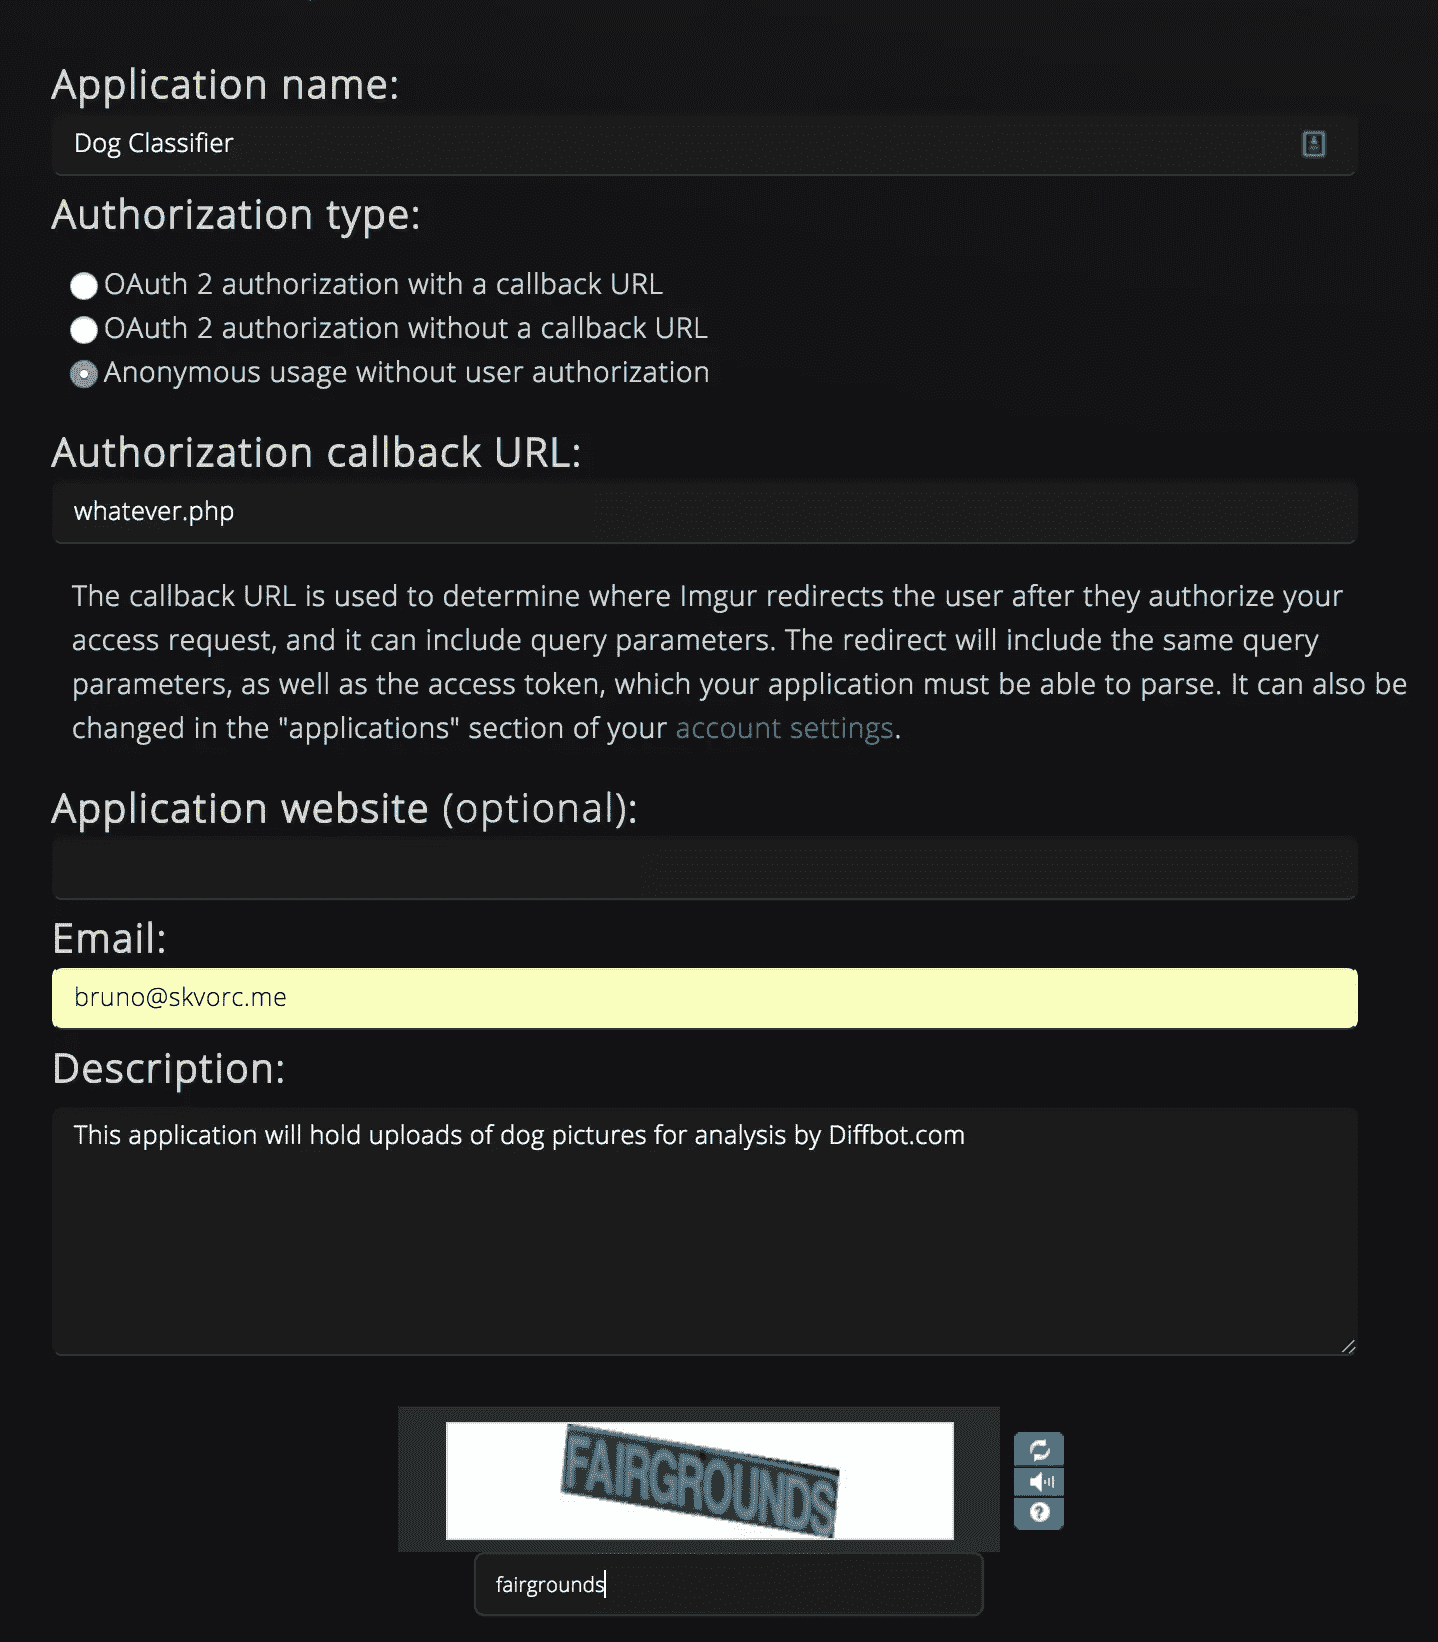 Application name:
Dog Classifier
Authorization type:
OAuth 2 authorization with a callback URL
OAuth 2 authorization without a callback URL
Anonymous usage without user authorization
Authorization callback URL:
whatever.php
The callback URL is used to determine where Imgur redirects the user after they authorize your
access request, and it can include query parameters. The redirect will include the same query
parameters, as well as the access token, which your application must be able to parse. It can also be
changed in the "applications" section of your account settings.
Application website (optional):
Email:
bruno@skvorc.me
Description:
This application will hold uploads of dog pictures for analysis by Diffbot.com
FAIRGROUNDS
fairgrounds